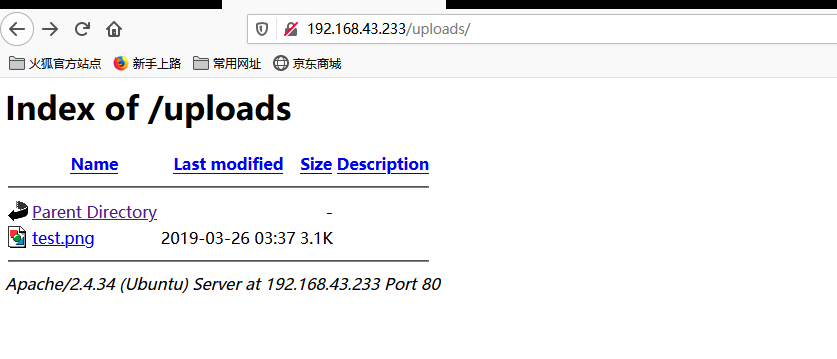 192.168.43.233/uploads/
火狐官方站点 新手上路 常用网址 京东商城
Index of /uploads
Name Last modified Size Description
Parent Directory -
test.png 2019-03-26 03:37 3.1K
Apache/2.4.34 (Ubuntu) Server at 192.168.43.233 Port 80